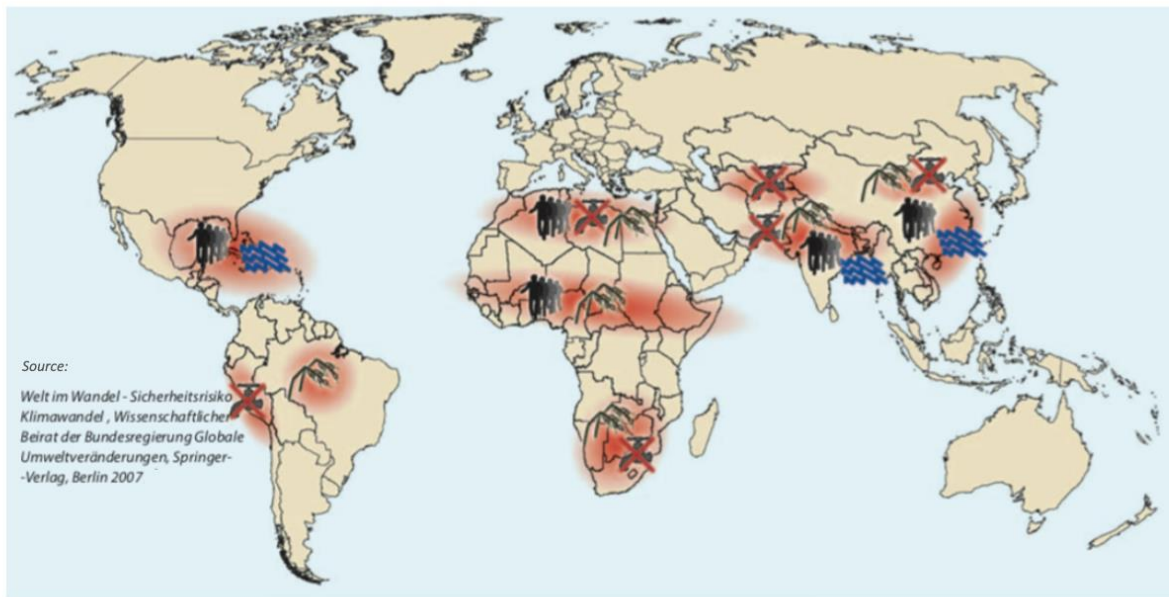 Source:
Welt im Wandel - Sicherheitsrisiko
Klimawandel , Wissenschaftlicher
Beirat der Bundesregierung Globale
Umweltveränderungen, Springer-
-Verlag, Berlin 2007